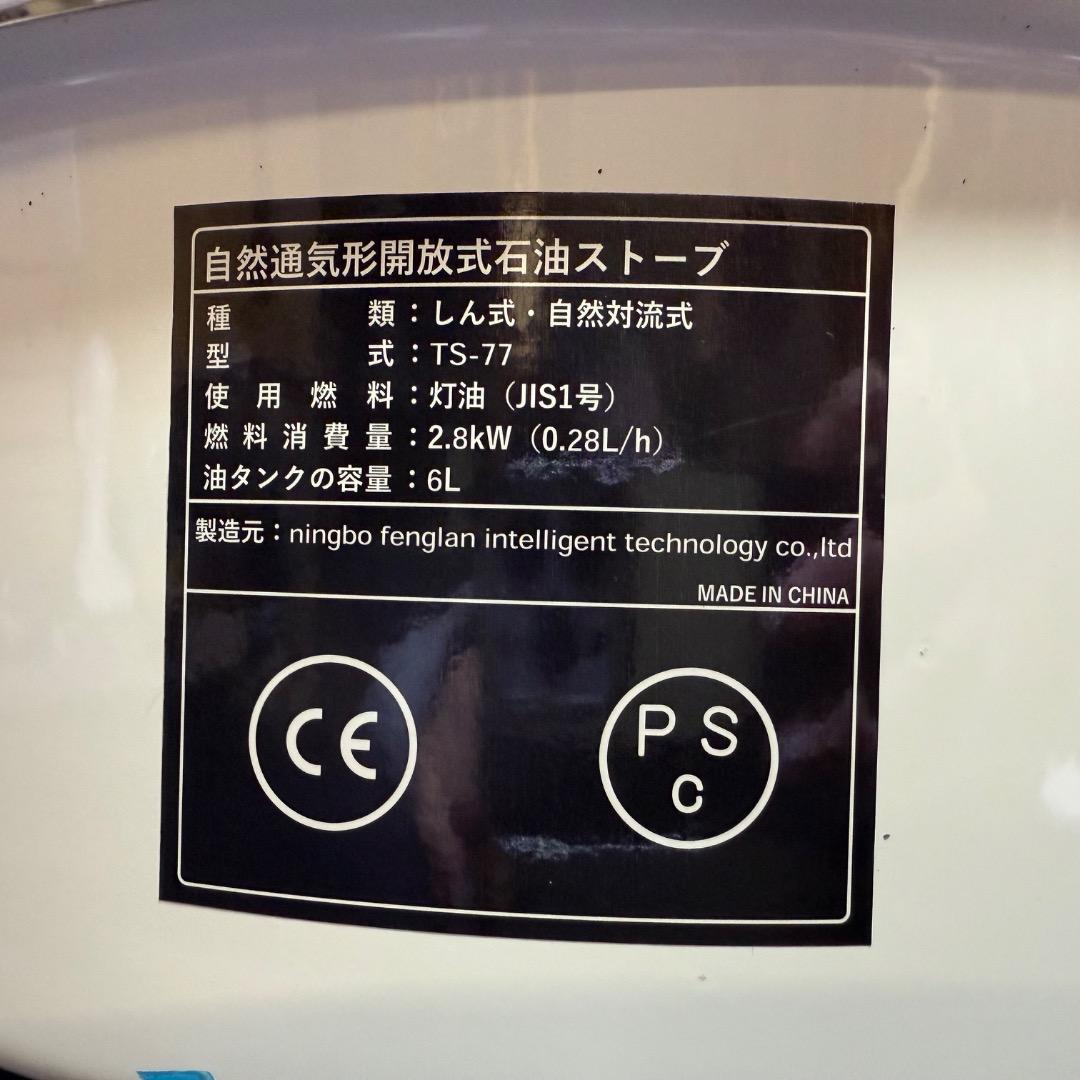 自然通気形開放式石油ストーブ
種類：しん式・自然対流式
型式：TS-77
使用燃料：灯油（JIS1号）
燃料消費量：2.8kW（0.28L/h）
油タンクの容量：6L
製造元：ningbo fenglan intelligent technology co.,ltd
MADE IN CHINA
CE
PS
C